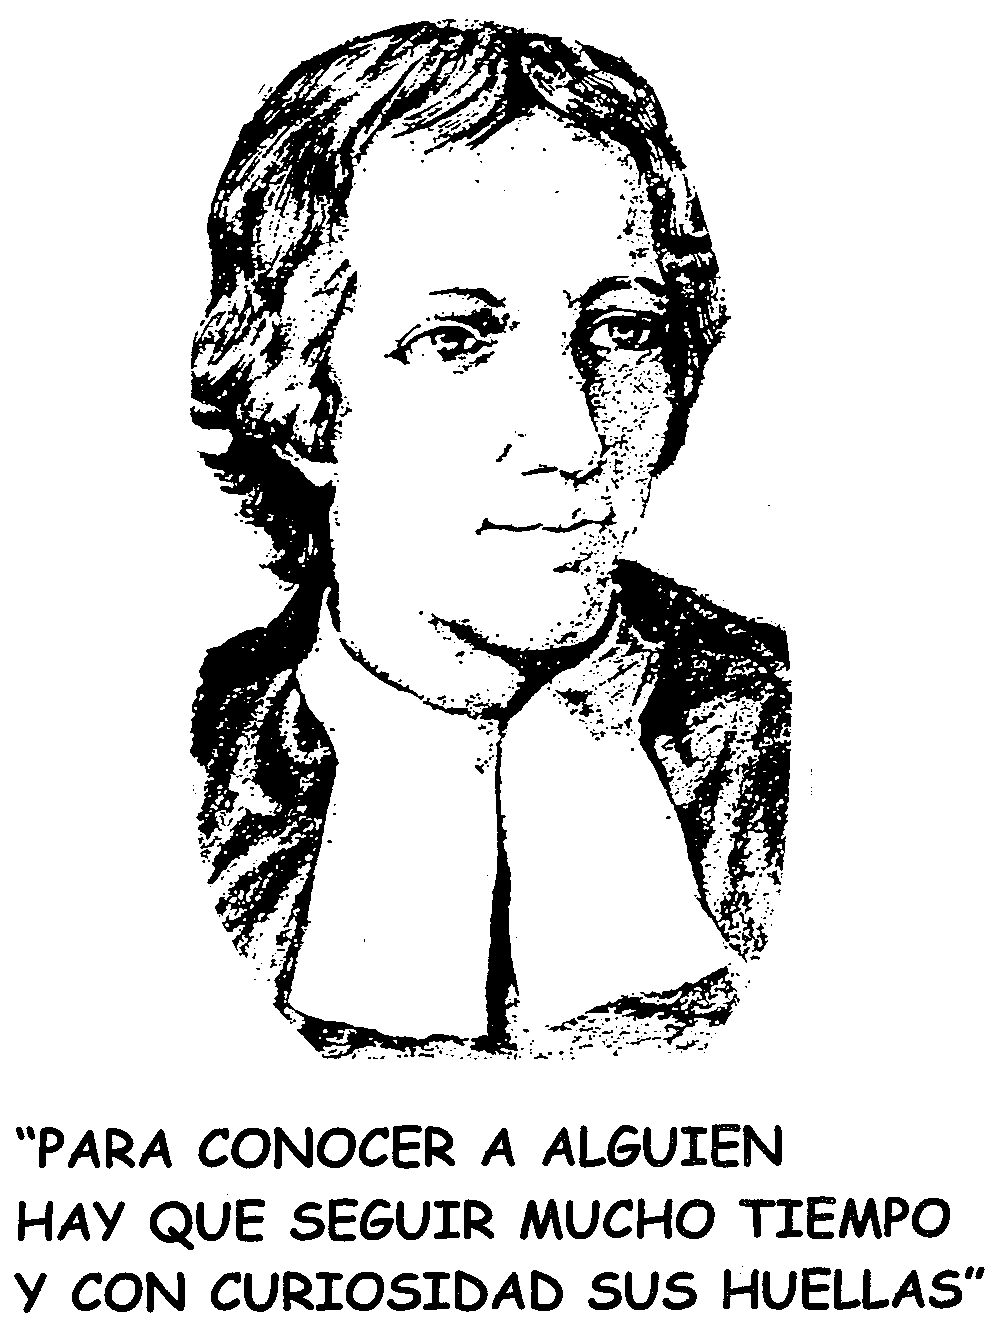 “PARA CONOCER A ALGUIEN
HAY QUE SEGUIR MUCHO TIEMPO
Y CON CURIOSIDAD SUS HUELLAS”